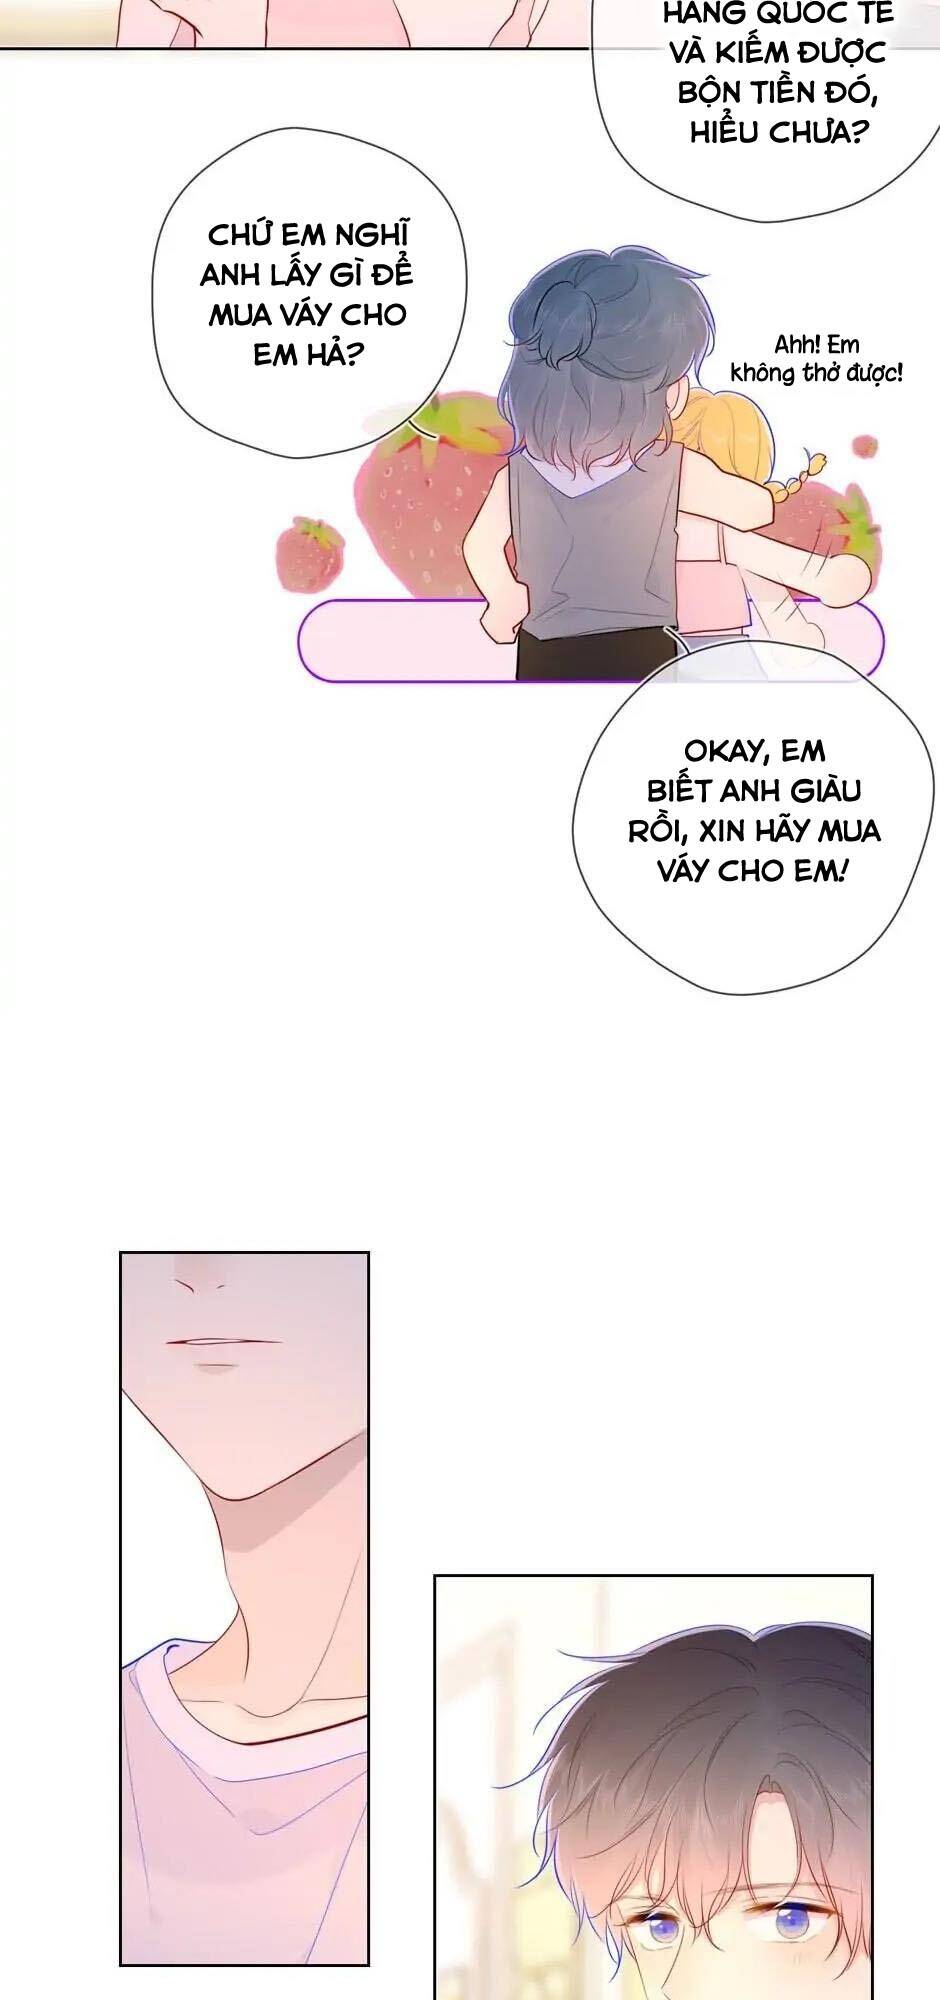 HÀNG QUỐC TẾ
VÀ KIẾM ĐƯỢC
BỘN TIỀN ĐÓ,
HIỂU CHƯA?
CHỨ EM NGHĨ
ANH LẤY GÌ ĐỂ
MUA VÁY CHO
EM HẢ?
Ahh! Em
không thở được!
OKAY, EM
BIẾT ANH GIÀU
RỒI, XIN HÃY MUA
VÁY CHO EM!